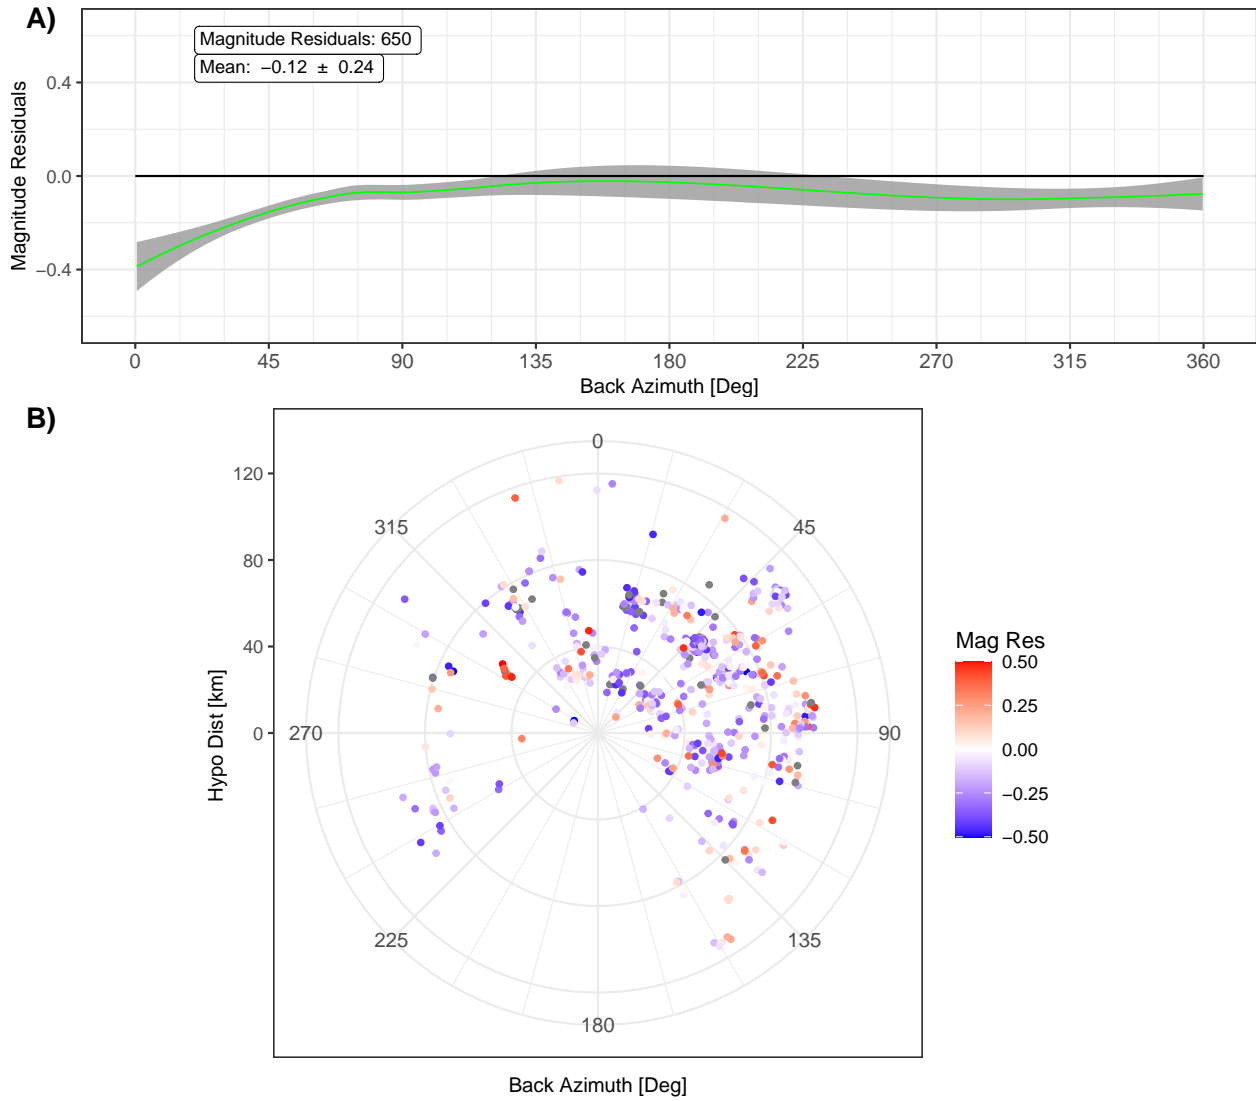 A)
Magnitude Residuals: 650
Mean: −0.12 ± 0.24
Magnitude Residuals
0.4
0.0
−0.4
0 45 90 135 180 225 270 315 360
Back Azimuth [Deg]
B)
Hypo Dist [km]
120
80
40
0
0
45
90
135
180
225
270
315
Back Azimuth [Deg]
Mag Res
0.50
0.25
0.00
−0.25
−0.50